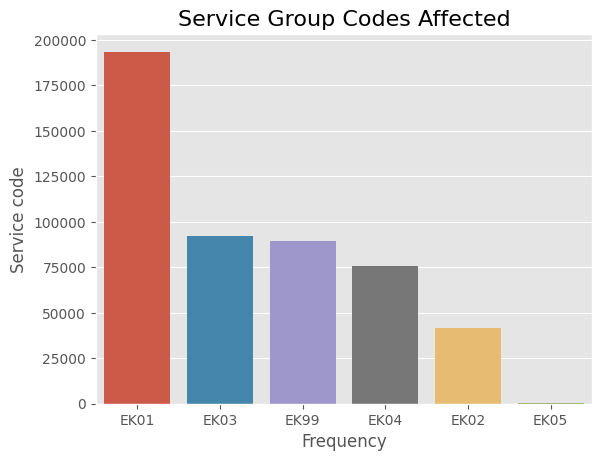 Service Group Codes Affected
200000
175000
150000
125000
100000
75000
50000
25000
0
Service code
EK01 EK03 EK99 EK04 EK02 EK05
Frequency